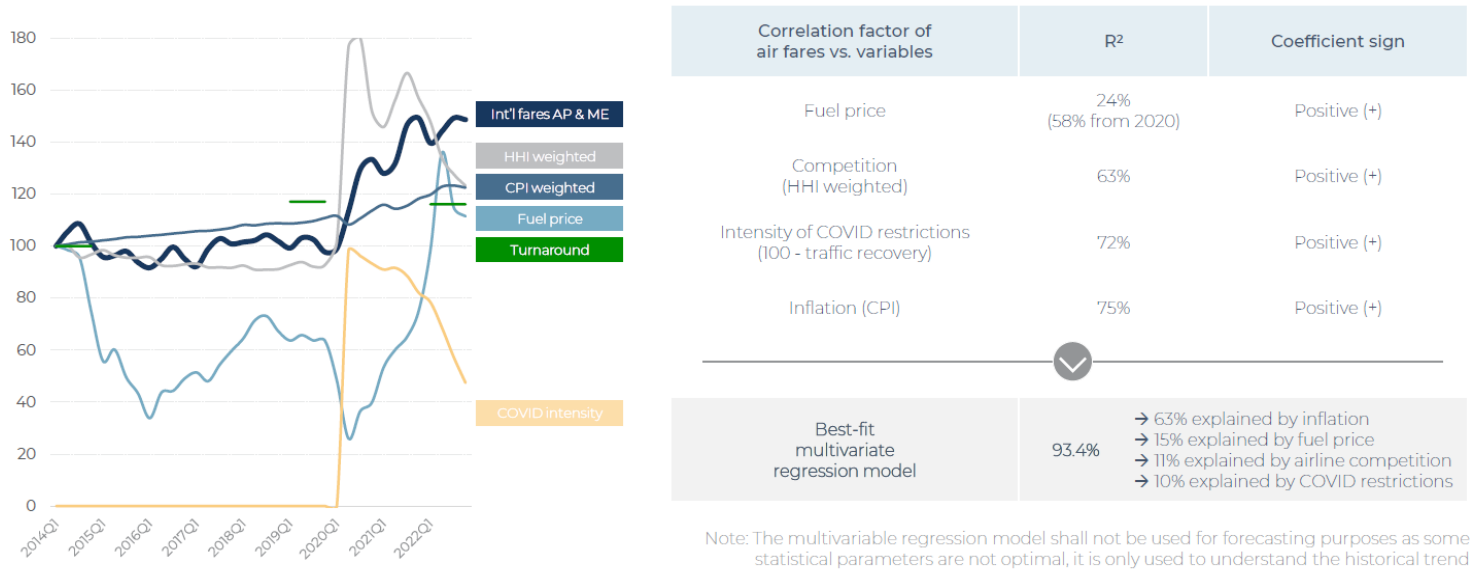 180
160
140
120
100
80
60
40
20
0
2014Q1
2015Q1
2016Q1
2017Q1
2018Q1
2019Q1
2020Q1
2021Q1
2022Q1
Int'l fares AP & ME
HHI weighted
CPI weighted
Fuel price
Turnaround
COVID intensity
Correlation factor of
air fares vs. variables
R²
Coefficient sign
Fuel price
24%
(58% from 2020)
Positive (+)
Competition
(HHI weighted)
63%
Positive (+)
Intensity of COVID restrictions
(100 - traffic recovery)
72%
Positive (+)
Inflation (CPI)
75%
Positive (+)
Best-fit
multivariate
regression model
93.4%
→ 63% explained by inflation
→ 15% explained by fuel price
→ 11% explained by airline competition
→ 10% explained by COVID restrictions
Note: The multivariable regression model shall not be used for forecasting purposes as some
statistical parameters are not optimal, it is only used to understand the historical trend